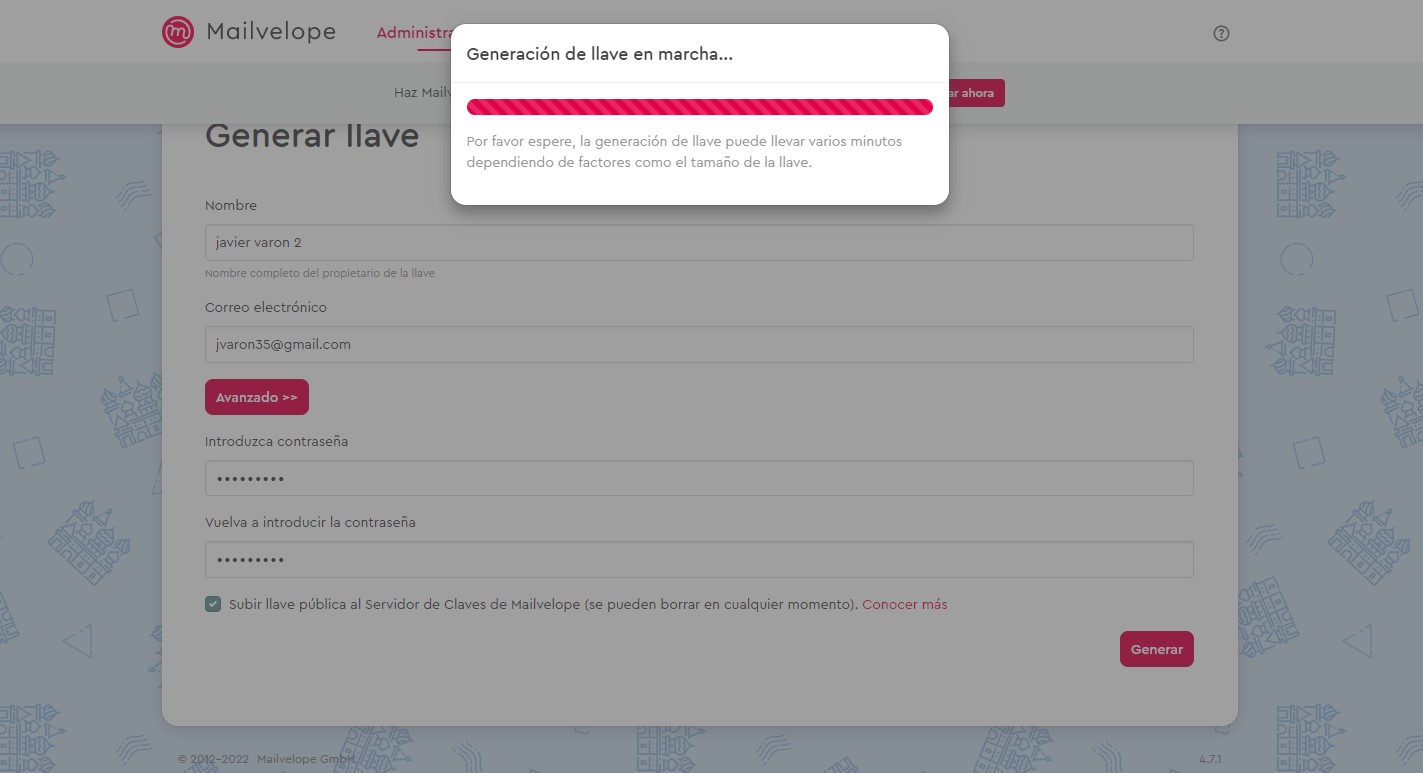 Mailvelope
Administra
Generación de llave en marcha...
Haz Mailv
ar ahora
Por favor espere, la generación de llave puede llevar varios minutos
dependiendo de factores como el tamaño de la llave.
Generar llave
Nombre
javier varon 2
Nombre completo del propietario de la llave
Correo electrónico
jvaron35@gmail.com
Avanzado >>
Introduzca contraseña
•••••••••
Vuelva a introducir la contraseña
•••••••••
Subir llave pública al Servidor de Claves de Mailvelope (se pueden borrar en cualquier momento). Conocer más
Generar
© 2012-2022 Mailvelope GmbH
4.7.1